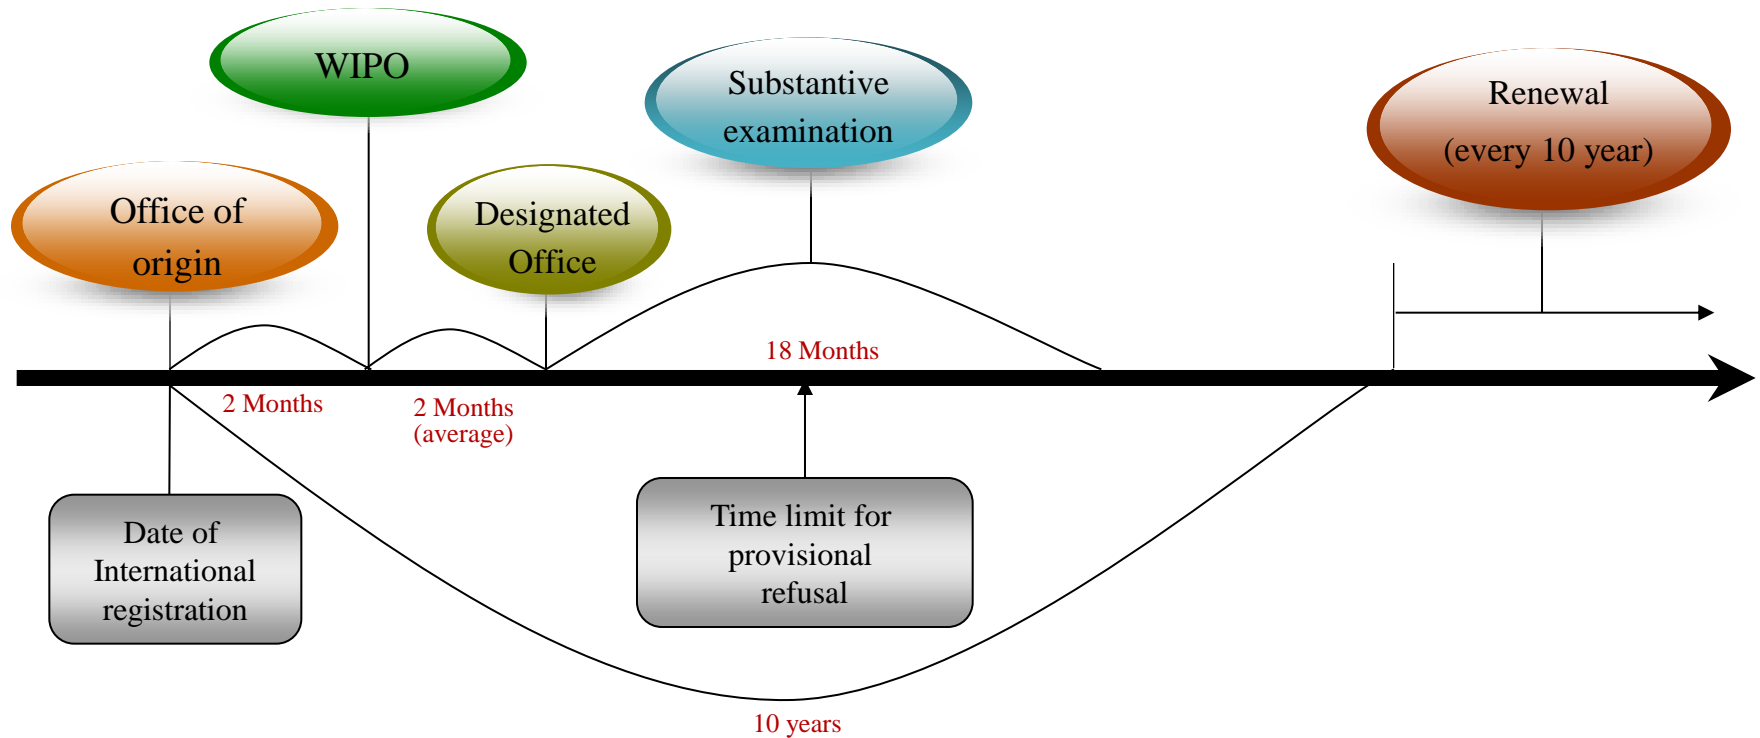 WIPO
Substantive
examination
Renewal
(every 10 year)
Office of
origin
Designated
Office
18 Months
2 Months
2 Months
(average)
Date of
International
registration
Time limit for
provisional
refusal
10 years